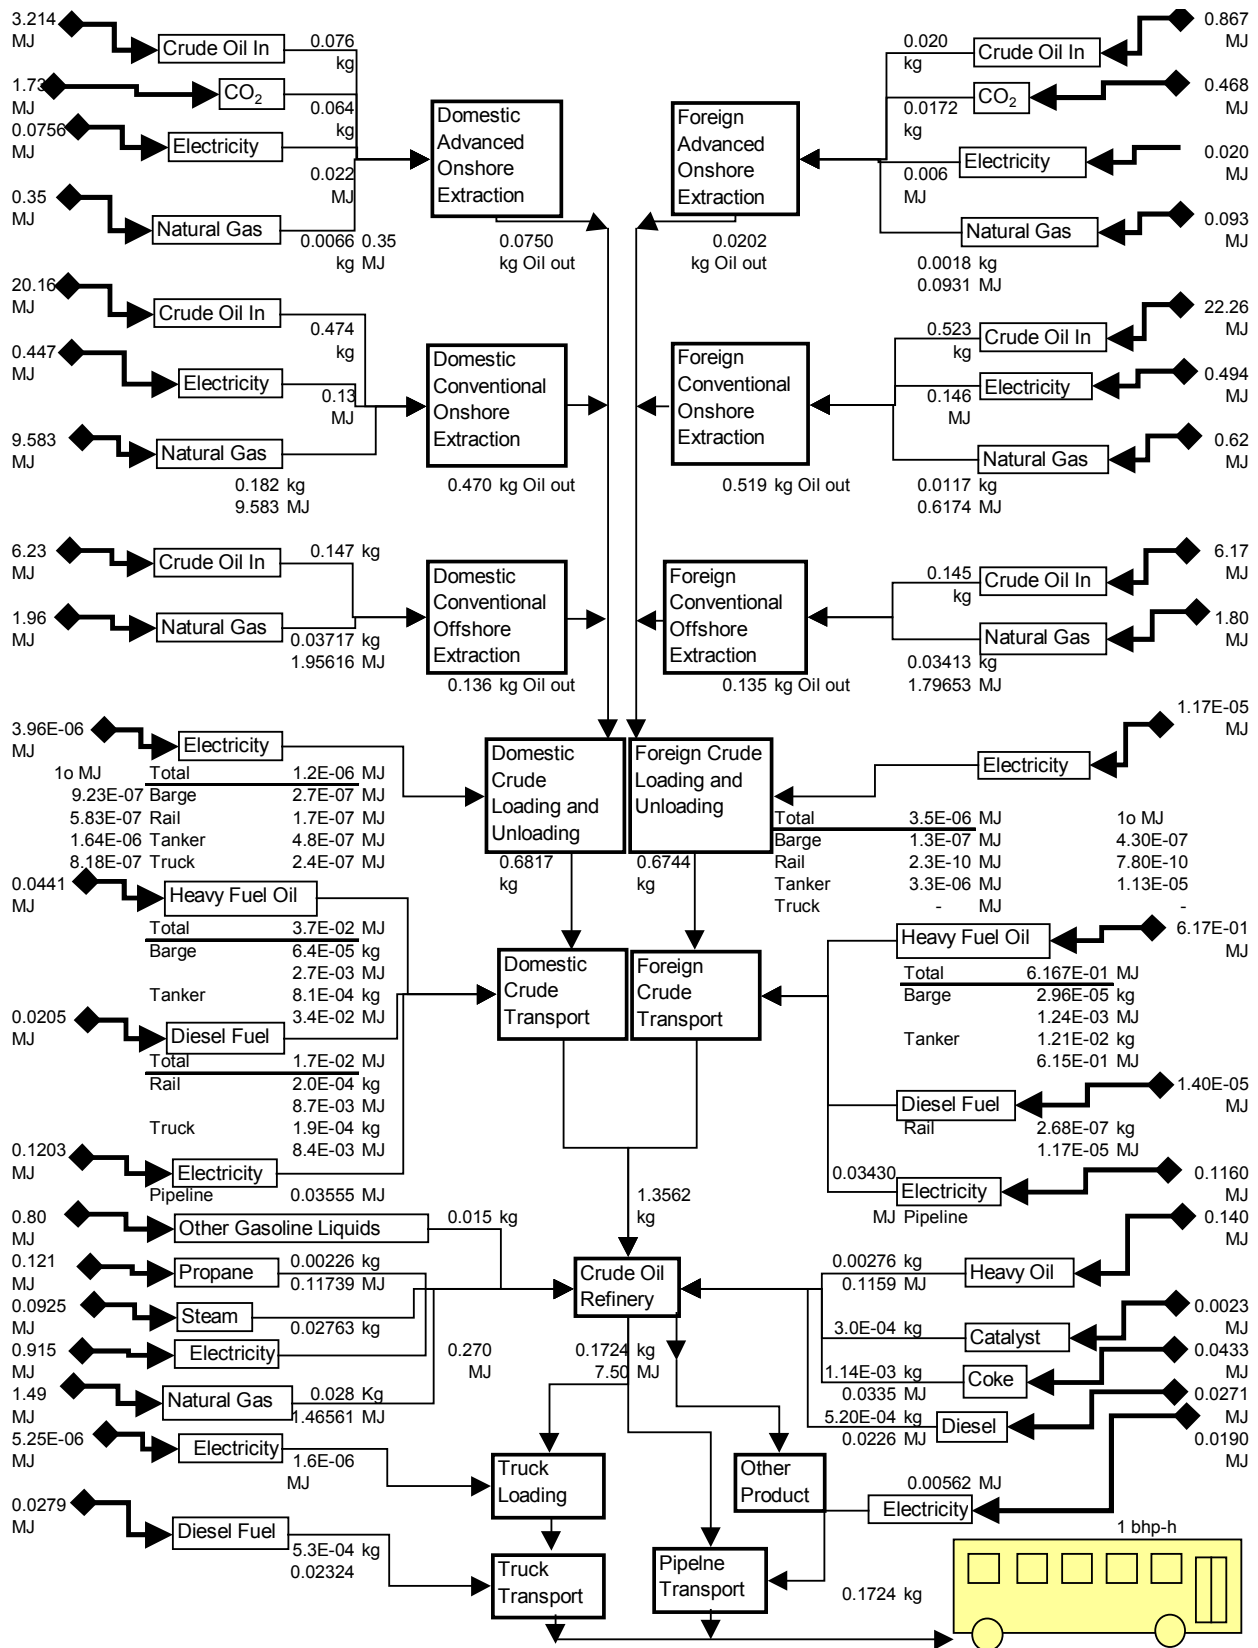 3.214
MJ
Crude Oil In
0.076
kg
1.73
MJ
CO2
0.064
kg
0.0756
MJ
Electricity
0.022
MJ
0.35
MJ
Natural Gas
0.0066 0.35
kg MJ
Domestic
Advanced
Onshore
Extraction
0.0750
kg Oil out
Foreign
Advanced
Onshore
Extraction
0.0202
kg Oil out
0.020
kg
Crude Oil In
0.867
MJ
0.0172
kg
CO2
0.468
MJ
0.006
MJ
Electricity
0.020
MJ
Natural Gas
0.093
MJ
0.0018 kg
0.0931 MJ
20.16
MJ
Crude Oil In
0.474
kg
0.447
MJ
Electricity
0.13
MJ
9.583
MJ
Natural Gas
0.182 kg
9.583 MJ
Domestic
Conventional
Onshore
Extraction
0.470 kg Oil out
Foreign
Conventional
Onshore
Extraction
0.519 kg Oil out
0.523
kg
Crude Oil In
22.26
MJ
0.146
MJ
Electricity
0.494
MJ
Natural Gas
0.62
MJ
0.0117 kg
0.6174 MJ
6.23
MJ
Crude Oil In
0.147 kg
1.96
MJ
Natural Gas
0.03717 kg
1.95616 MJ
Domestic
Conventional
Offshore
Extraction
0.136 kg Oil out
Foreign
Conventional
Offshore
Extraction
0.135 kg Oil out
0.145
kg
Crude Oil In
6.17
MJ
Natural Gas
1.80
MJ
0.03413 kg
1.79653 MJ
3.96E-06
MJ
Electricity
1o MJ Total 1.2E-06 MJ
9.23E-07 Barge 2.7E-07 MJ
5.83E-07 Rail 1.7E-07 MJ
1.64E-06 Tanker 4.8E-07 MJ
8.18E-07 Truck 2.4E-07 MJ
Domestic
Crude
Loading and
Unloading
0.6817
kg
Foreign Crude
Loading and
Unloading
0.6744
kg
1.17E-05
MJ
Electricity
Total 3.5E-06 MJ 1o MJ
Barge 1.3E-07 MJ 4.30E-07
Rail 2.3E-10 MJ 7.80E-10
Tanker 3.3E-06 MJ 1.13E-05
Truck - MJ -
0.0441
MJ
Heavy Fuel Oil
Total 3.7E-02 MJ
Barge 6.4E-05 kg
2.7E-03 MJ
Tanker 8.1E-04 kg
3.4E-02 MJ
0.0205
MJ
Diesel Fuel
Total 1.7E-02 MJ
Rail 2.0E-04 kg
8.7E-03 MJ
Truck 1.9E-04 kg
8.4E-03 MJ
0.1203
MJ
Electricity
Pipeline 0.03555 MJ
Domestic
Crude
Transport
Foreign
Crude
Transport
Heavy Fuel Oil
6.17E-01
MJ
Total 6.167E-01 MJ
Barge 2.96E-05 kg
1.24E-03 MJ
Tanker 1.21E-02 kg
6.15E-01 MJ
Diesel Fuel
1.40E-05
MJ
Rail 2.68E-07 kg
1.17E-05 MJ
0.03430
MJ Pipeline
Electricity
0.1160
MJ
1.3562
kg
0.80
MJ
Other Gasoline Liquids
0.015 kg
0.121
MJ
Propane
0.00226 kg
0.11739 MJ
0.0925
MJ
Steam
0.02763 kg
0.915
MJ
Electricity
0.270
MJ
1.49
MJ
Natural Gas
0.028 Kg
1.46561 MJ
Crude Oil
Refinery
0.1724 kg
7.50 MJ
0.00276 kg
0.1159 MJ
Heavy Oil
0.140
MJ
3.0E-04 kg
Catalyst
0.0023
MJ
1.14E-03 kg
0.0335 MJ
Coke
0.0433
MJ
5.20E-04 kg
0.0226 MJ
Diesel
0.0271
MJ
0.0190
MJ
5.25E-06
MJ
Electricity
1.6E-06
MJ
Truck
Loading
Other
Product
0.00562 MJ
Electricity
0.0279
MJ
Diesel Fuel
5.3E-04 kg
0.02324
Truck
Transport
Pipelne
Transport
0.1724 kg
1 bhp-h